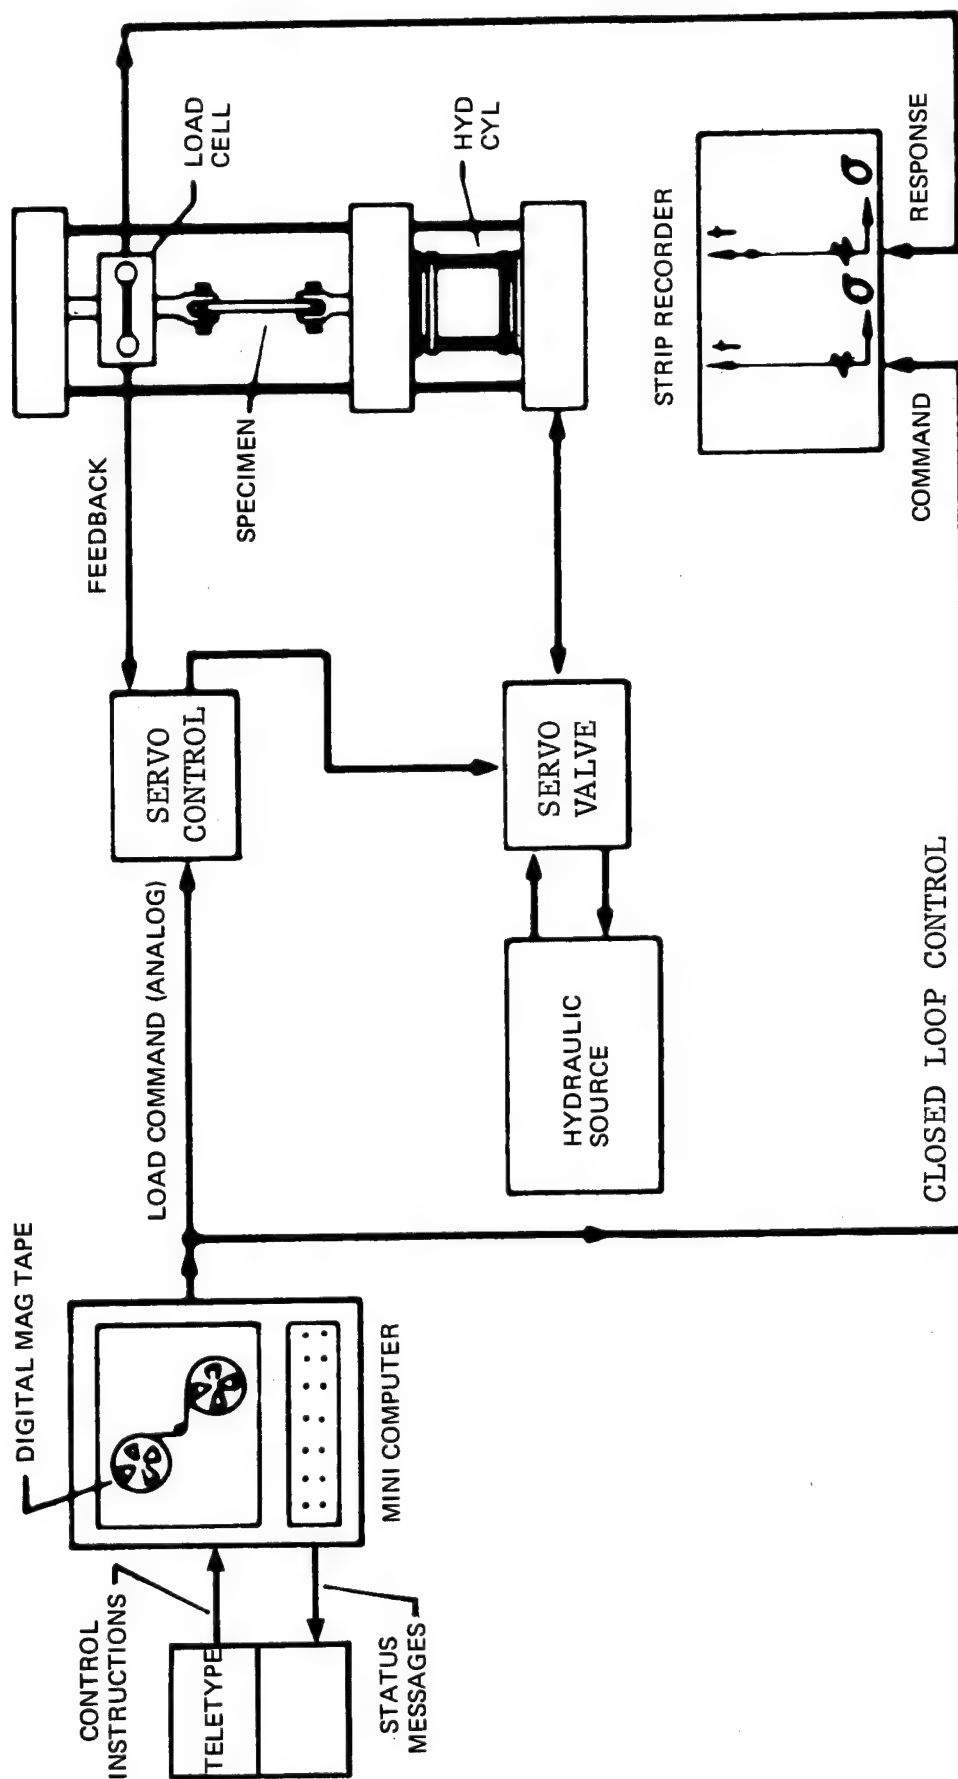 DIGITAL MAG TAPE
CONTROL
INSTRUCTIONS
TELETYPE
STATUS
MESSAGES
MINI COMPUTER
LOAD COMMAND (ANALOG)
SERVO
CONTROL
FEEDBACK
LOAD
CELL
SPECIMEN
HYD
CYL
HYDRAULIC
SOURCE
SERVO
VALVE
STRIP RECORDER
t
σ
t
σ
COMMAND
RESPONSE
CLOSED LOOP CONTROL